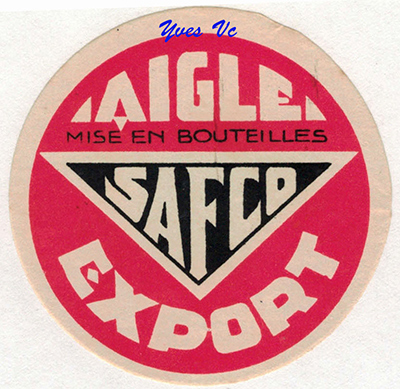 Yves Vc
AIGLE
MISE EN BOUTEILLES
SAFCO
EXPORT